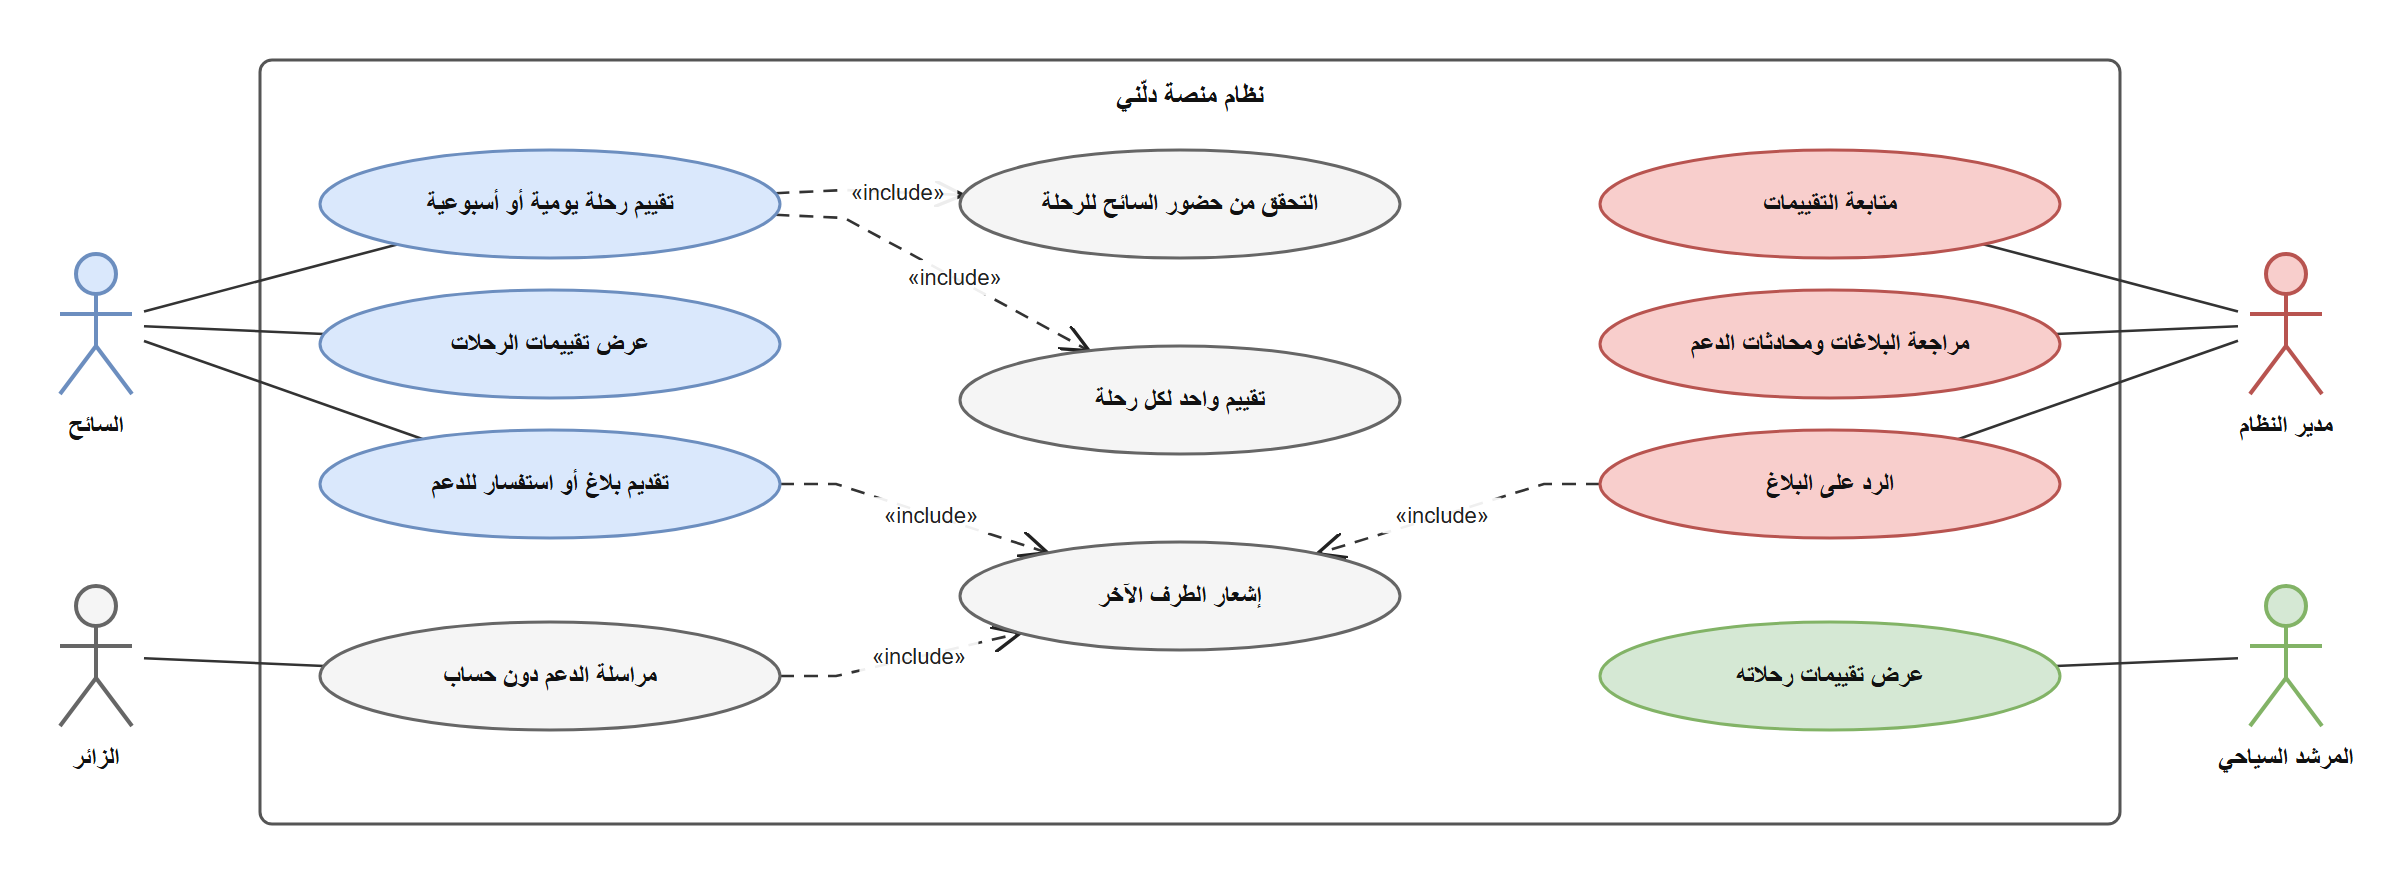 نظام منصة دلّني
تقييم رحلة يومية أو أسبوعية
«include»
التحقق من حضور السائح للرحلة
متابعة التقييمات
«include»
عرض تقييمات الرحلات
مراجعة البلاغات ومحادثات الدعم
تقييم واحد لكل رحلة
السائح
مدير النظام
تقديم بلاغ أو استفسار للدعم
الرد على البلاغ
«include»
«include»
إشعار الطرف الآخر
«include»
مراسلة الدعم دون حساب
عرض تقييمات رحلاته
الزائر
المرشد السياحي